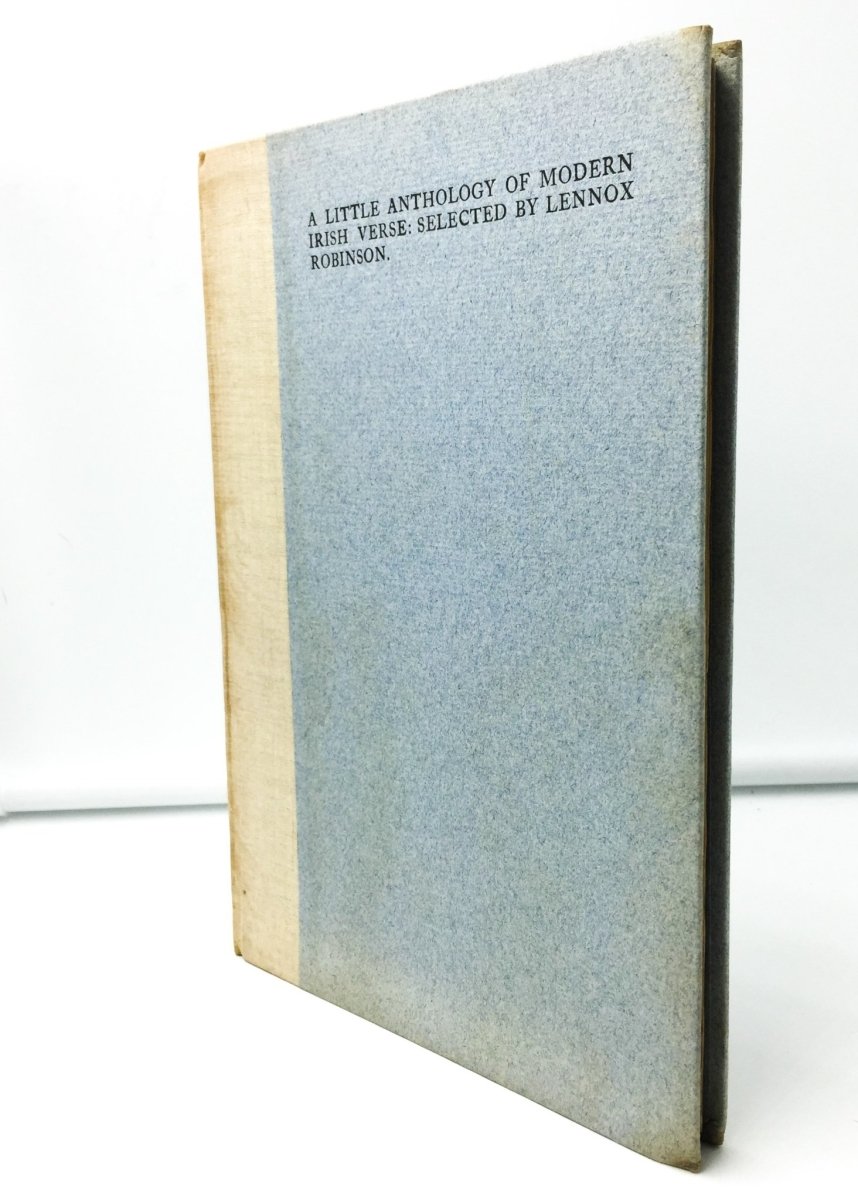 A LITTLE ANTHOLOGY OF MODERN
IRISH VERSE: SELECTED BY LENNOX
ROBINSON.